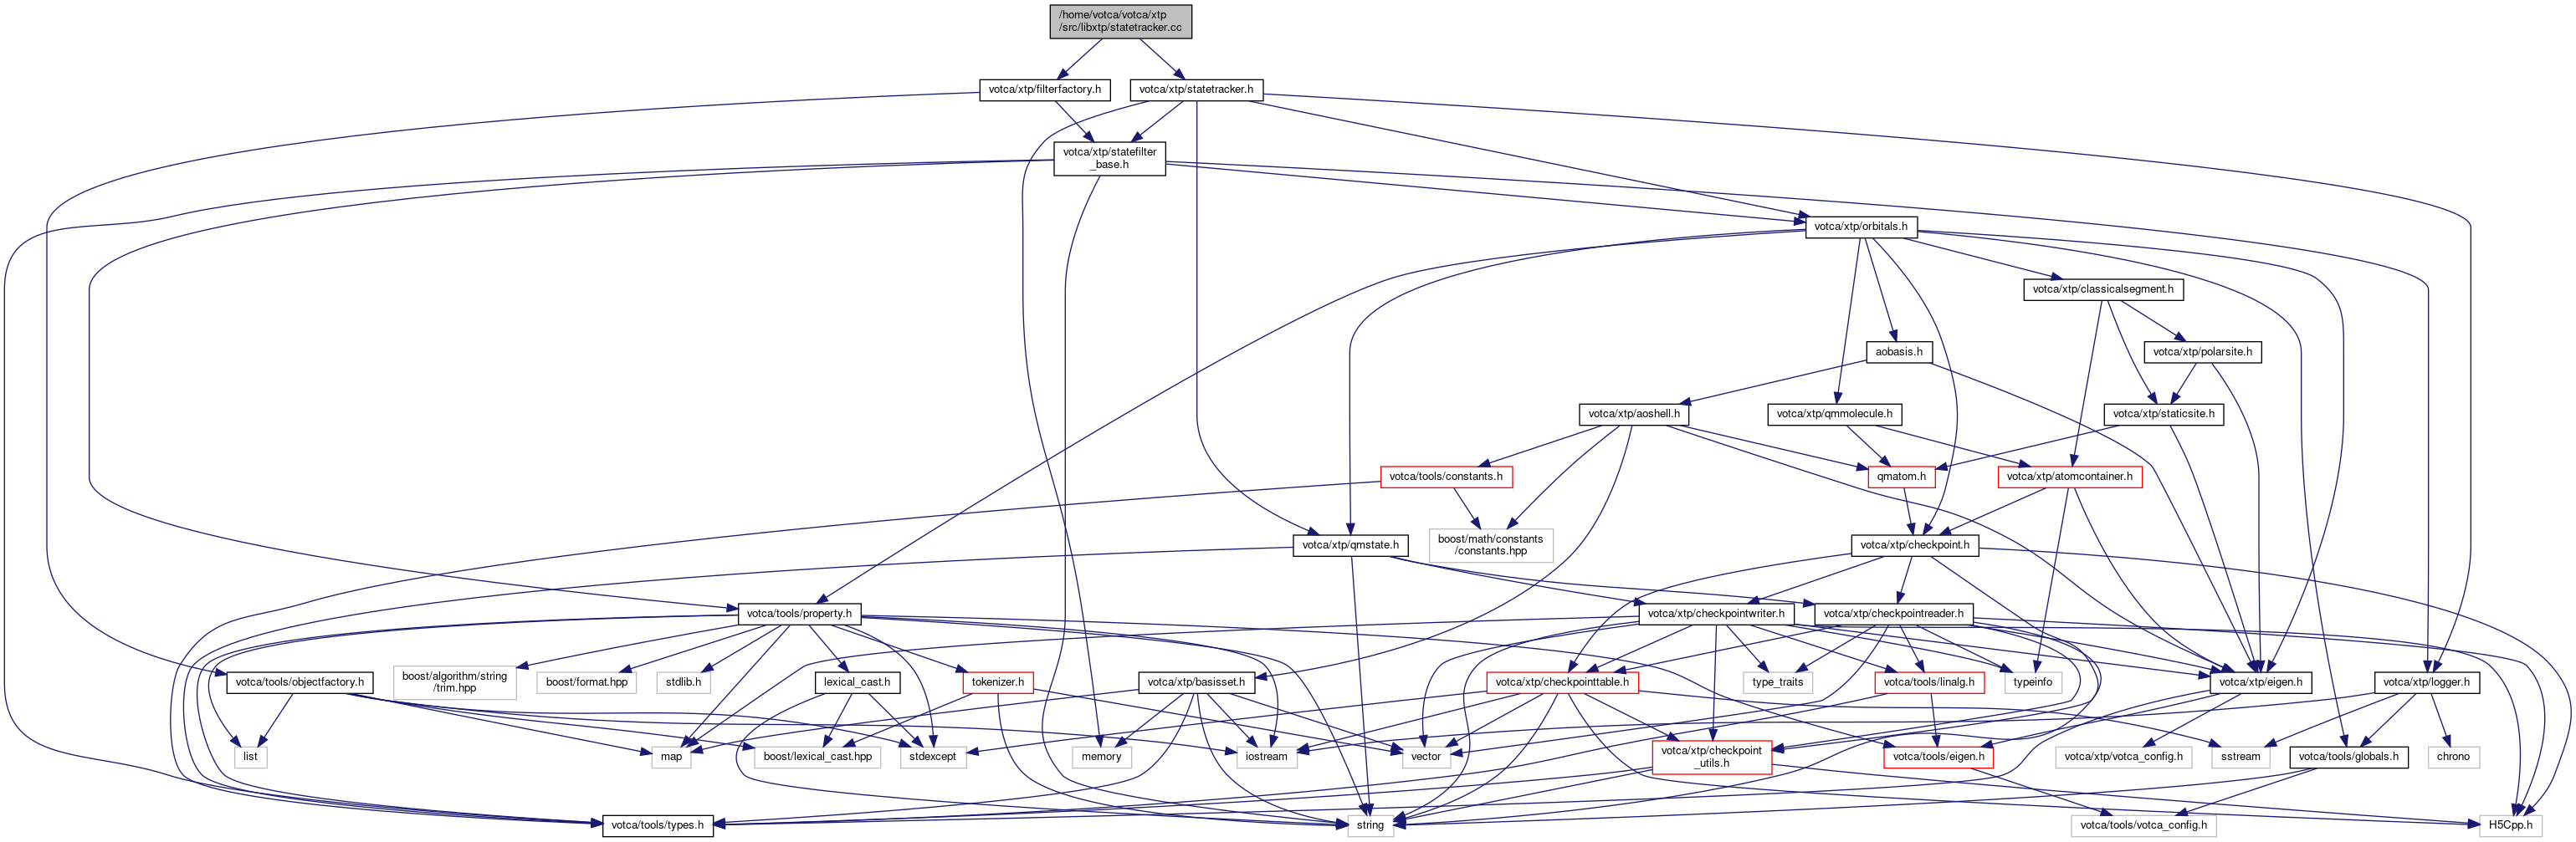 /home/votca/votca/xtp
/src/libxtp/statetracker.cc
votca/xtp/filterfactory.h
votca/xtp/statetracker.h
votca/xtp/statefilter
_base.h
votca/xtp/orbitals.h
votca/xtp/classicalsegment.h
aobasis.h
votca/xtp/polarsite.h
votca/xtp/aoshell.h
votca/xtp/qmmolecule.h
votca/xtp/staticsite.h
votca/tools/constants.h
qmatom.h
votca/xtp/atomcontainer.h
boost/math/constants
/constants.hpp
votca/xtp/qmstate.h
votca/xtp/checkpoint.h
votca/tools/property.h
votca/xtp/checkpointwriter.h
votca/xtp/checkpointreader.h
votca/tools/objectfactory.h
boost/algorithm/string
/trim.hpp
boost/format.hpp
stdlib.h
lexical_cast.h
tokenizer.h
votca/xtp/basisset.h
votca/xtp/checkpointtable.h
type_traits
votca/tools/linalg.h
typeinfo
votca/xtp/eigen.h
votca/xtp/logger.h
list
map
boost/lexical_cast.hpp
stdexcept
memory
iostream
vector
votca/xtp/checkpoint
_utils.h
votca/tools/eigen.h
votca/xtp/votca_config.h
sstream
votca/tools/globals.h
chrono
votca/tools/types.h
string
votca/tools/votca_config.h
H5Cpp.h